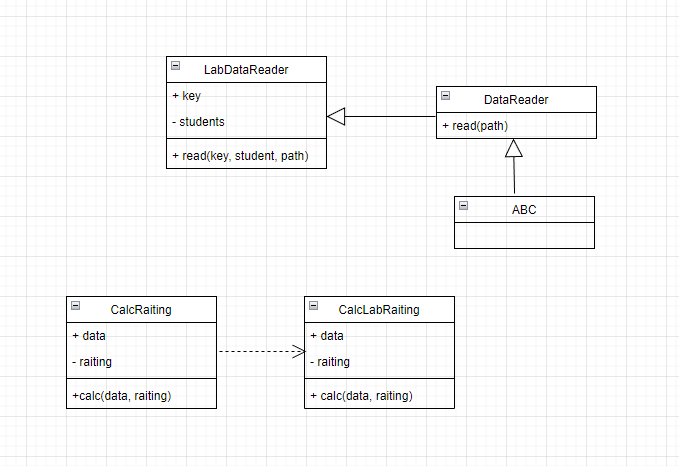 LabDataReader
+ key
- students
+ read(key, student, path)
DataReader
+ read(path)
ABC
CalcRaiting
+ data
- raiting
+calc(data, raiting)
CalcLabRaiting
+ data
- raiting
+ calc(data, raiting)